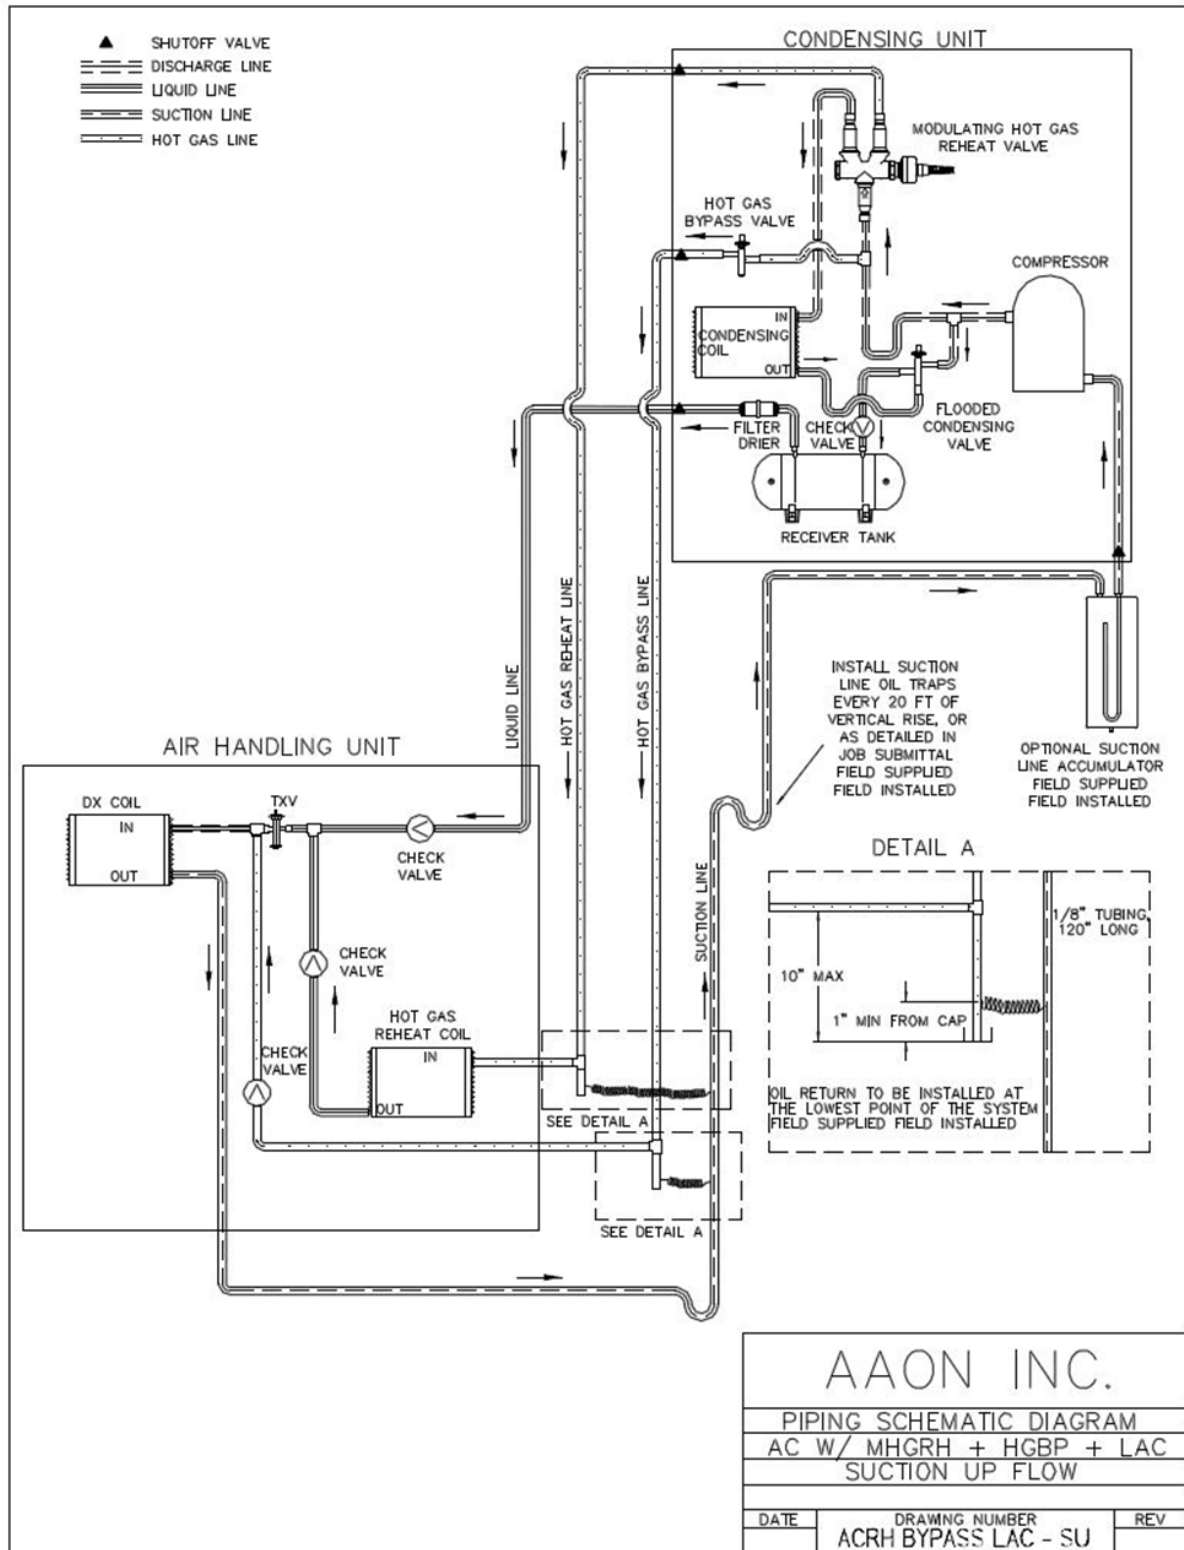 SHUTOFF VALVE
DISCHARGE LINE
LIQUID LINE
SUCTION LINE
HOT GAS LINE
CONDENSING UNIT
MODULATING HOT GAS
REHEAT VALVE
HOT GAS
BYPASS VALVE
COMPRESSOR
IN
CONDENSING
COIL
OUT
FILTER
DRIER
CHECK
VALVE
FLOODED
CONDENSING
VALVE
RECEIVER TANK
LIQUID LINE
HOT GAS REHEAT LINE
HOT GAS BYPASS LINE
SUCTION LINE
INSTALL SUCTION
LINE OIL TRAPS
EVERY 20 FT OF
VERTICAL RISE, OR
AS DETAILED IN
JOB SUBMITTAL
FIELD SUPPLIED
FIELD INSTALLED
OPTIONAL SUCTION
LINE ACCUMULATOR
FIELD SUPPLIED
FIELD INSTALLED
AIR HANDLING UNIT
DX COIL
TXV
IN
OUT
CHECK
VALVE
CHECK
VALVE
HOT GAS
REHEAT COIL
IN
OUT
CHECK
VALVE
SEE DETAIL A
SEE DETAIL A
DETAIL A
1/8" TUBING,
120" LONG
10" MAX
1" MIN FROM CAP
OIL RETURN TO BE INSTALLED AT
THE LOWEST POINT OF THE SYSTEM
FIELD SUPPLIED FIELD INSTALLED
AAON INC.
PIPING SCHEMATIC DIAGRAM
AC W/ MHGRH + HGBP + LAC
SUCTION UP FLOW
DATE
DRAWING NUMBER
REV
ACRH BYPASS LAC - SU